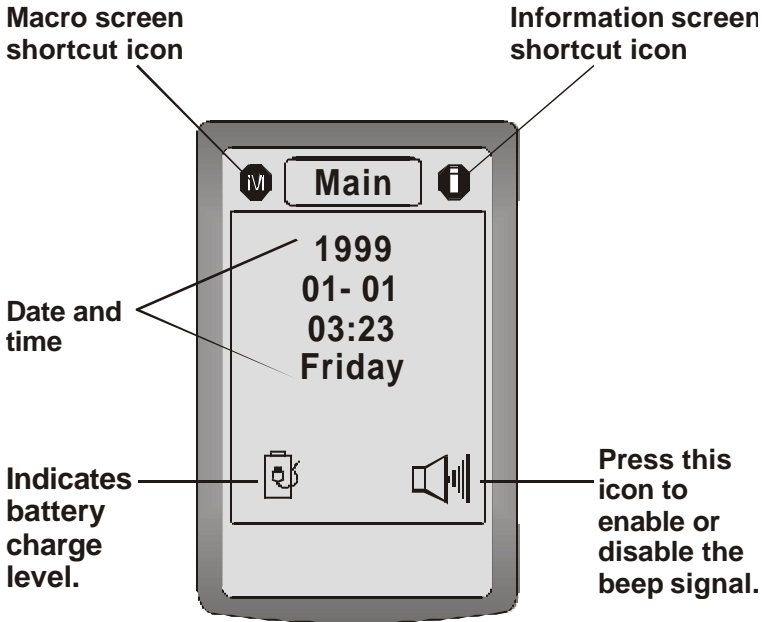 Macro screen
shortcut icon
Information screen
shortcut icon
M
Main
i
1999
01- 01
03:23
Friday
Date and
time
Indicates
battery
charge
level.
Press this
icon to
enable or
disable the
beep signal.